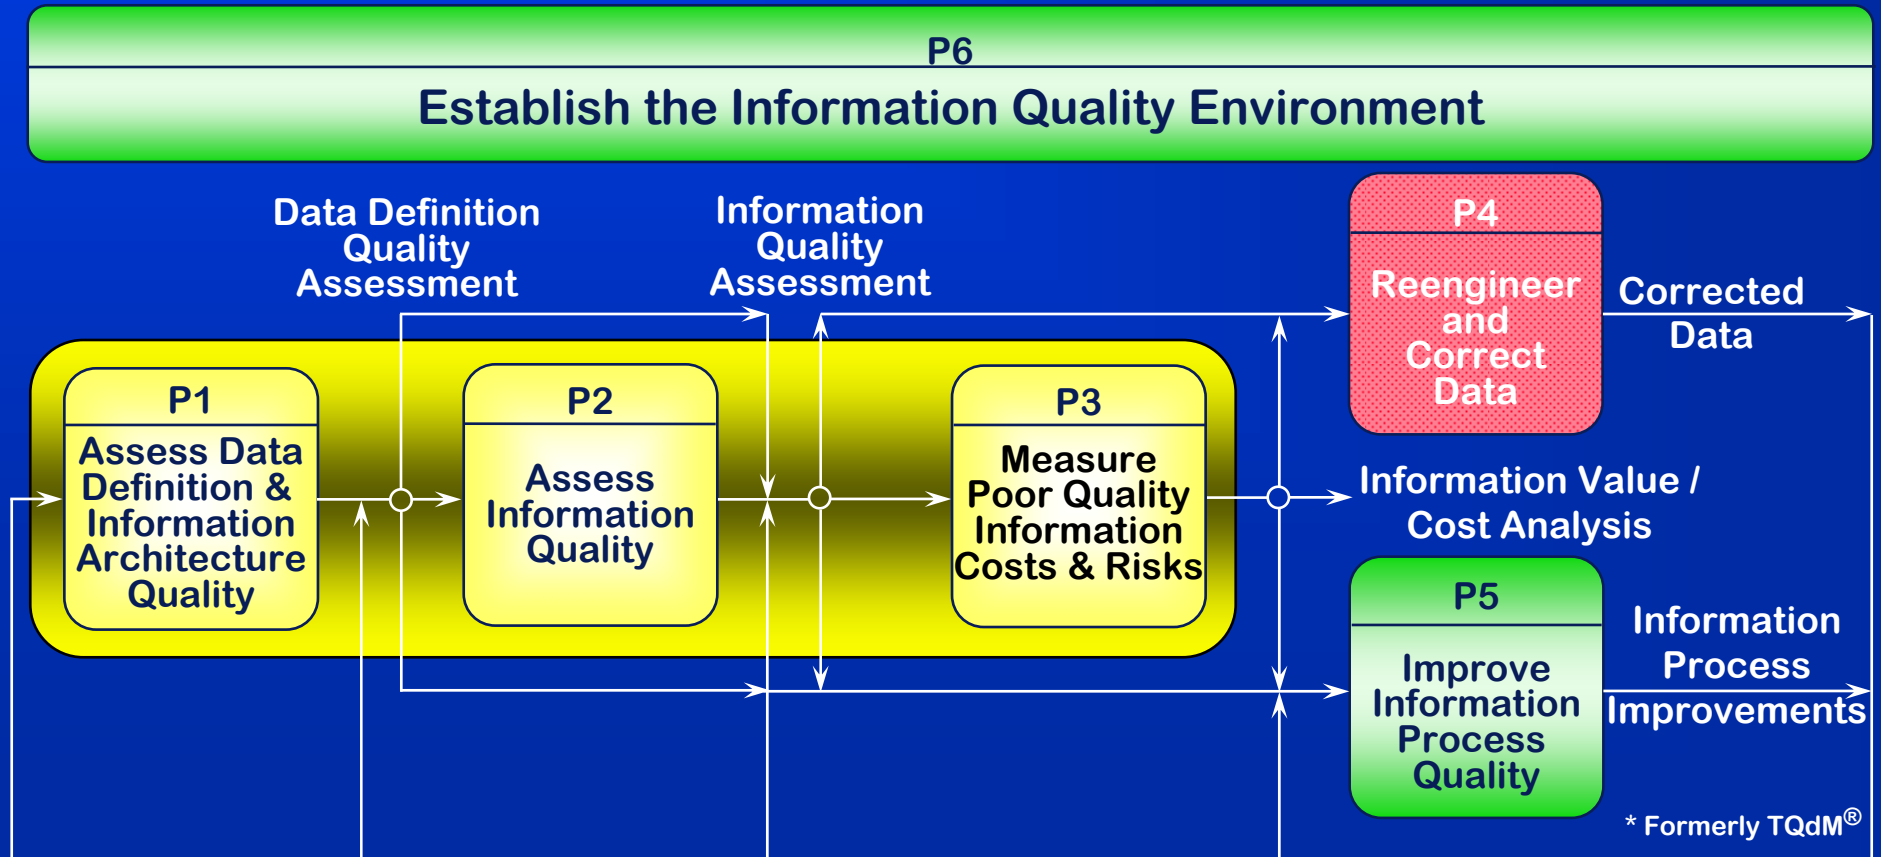 P6
Establish the Information Quality Environment
Data Definition
Quality
Assessment
Information
Quality
Assessment
P4
Reengineer
and
Correct
Data
Corrected
Data
P1
Assess Data
Definition &
Information
Architecture
Quality
P2
Assess
Information
Quality
P3
Measure
Poor Quality
Information
Costs & Risks
Information Value /
Cost Analysis
P5
Improve
Information
Process
Quality
Information
Process
Improvements
* Formerly TQdM®